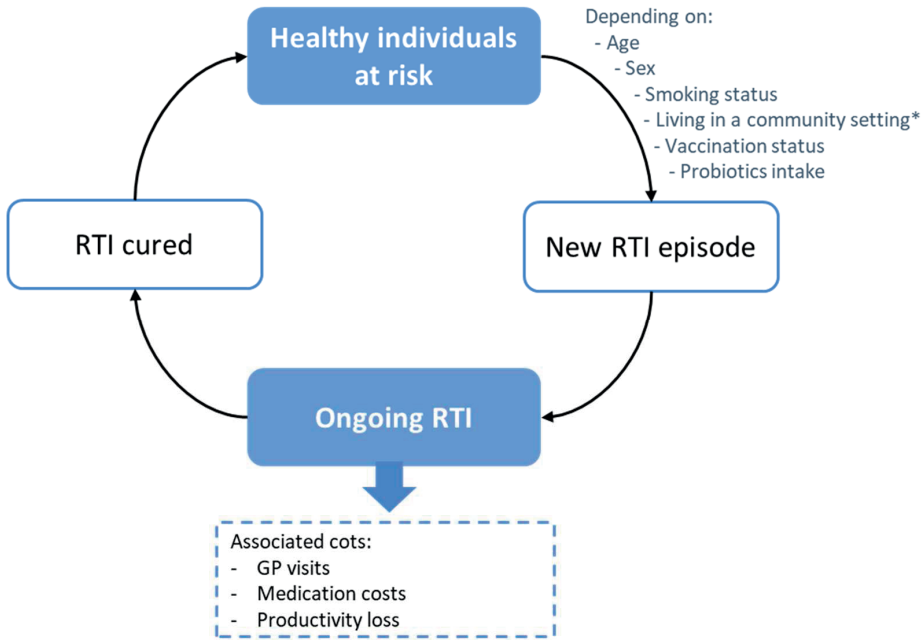 Healthy individuals
at risk
Depending on:
- Age
- Sex
- Smoking status
- Living in a community setting*
- Vaccination status
- Probiotics intake
RTI cured
New RTI episode
Ongoing RTI
Associated cots:
- GP visits
- Medication costs
- Productivity loss